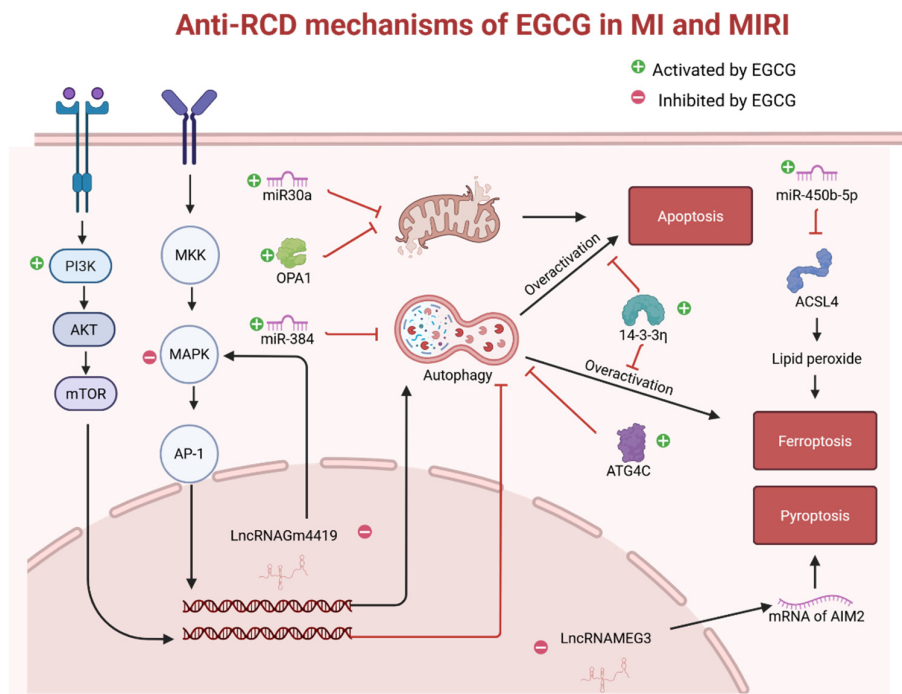 Anti-RCD mechanisms of EGCG in MI and MIRI
Activated by EGCG
Inhibited by EGCG
miR30a
OPA1
miR-384
PI3K
AKT
mTOR
MKK
MAPK
AP-1
LncRNAGm4419
Autophagy
Overactivation
Overactivation
Apoptosis
14-3-3η
ATG4C
miR-450b-5p
ACSL4
Lipid peroxide
Ferroptosis
Pyroptosis
mRNA of AIM2
LncRNAMEG3